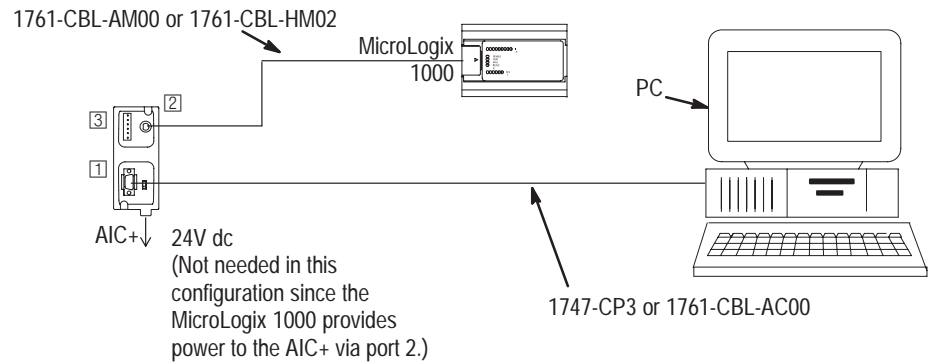 1761-CBL-AM00 or 1761-CBL-HM02
MicroLogix
1000
PC
2
3
1
AIC+
24V dc
(Not needed in this
configuration since the
MicroLogix 1000 provides
power to the AIC+ via port 2.)
1747-CP3 or 1761-CBL-AC00